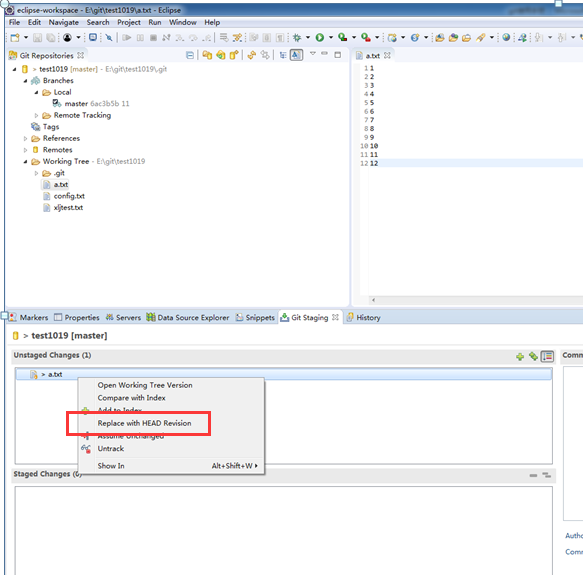 eclipse-workspace - E:\git\test1019\a.txt - Eclipse
File Edit Navigate Search Project Run Revision Window Help
Git Repositories
> test1019 [master] - E:\git\test1019\.git
Branches
Local
master 6ac3b5b 11
Remote Tracking
Tags
References
Remotes
Working Tree - E:\git\test1019
.git
a.txt
config.txt
xljtest.txt
a.txt
1 1
2 2
3 3
4 4
5 5
6 6
7 7
8 8
9 9
10 10
11 11
12 12
Markers Properties Servers Data Source Explorer Snippets Git Staging History
> test1019 [master]
Unstaged Changes (1)
> a.txt
Open Working Tree Version
Compare with Index
Add to Index
Replace with HEAD Revision
Assume Unchanged
Untrack
Show In Alt+Shift+W
Staged Changes (0)
Comm
Autho
Comm